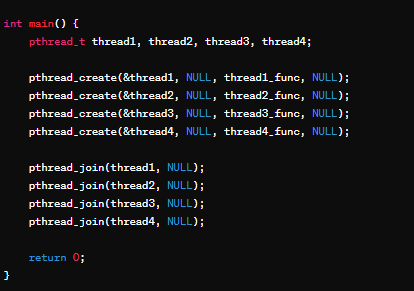 int main() {
    pthread_t thread1, thread2, thread3, thread4;

    pthread_create(&thread1, NULL, thread1_func, NULL);
    pthread_create(&thread2, NULL, thread2_func, NULL);
    pthread_create(&thread3, NULL, thread3_func, NULL);
    pthread_create(&thread4, NULL, thread4_func, NULL);

    pthread_join(thread1, NULL);
    pthread_join(thread2, NULL);
    pthread_join(thread3, NULL);
    pthread_join(thread4, NULL);

    return 0;
}